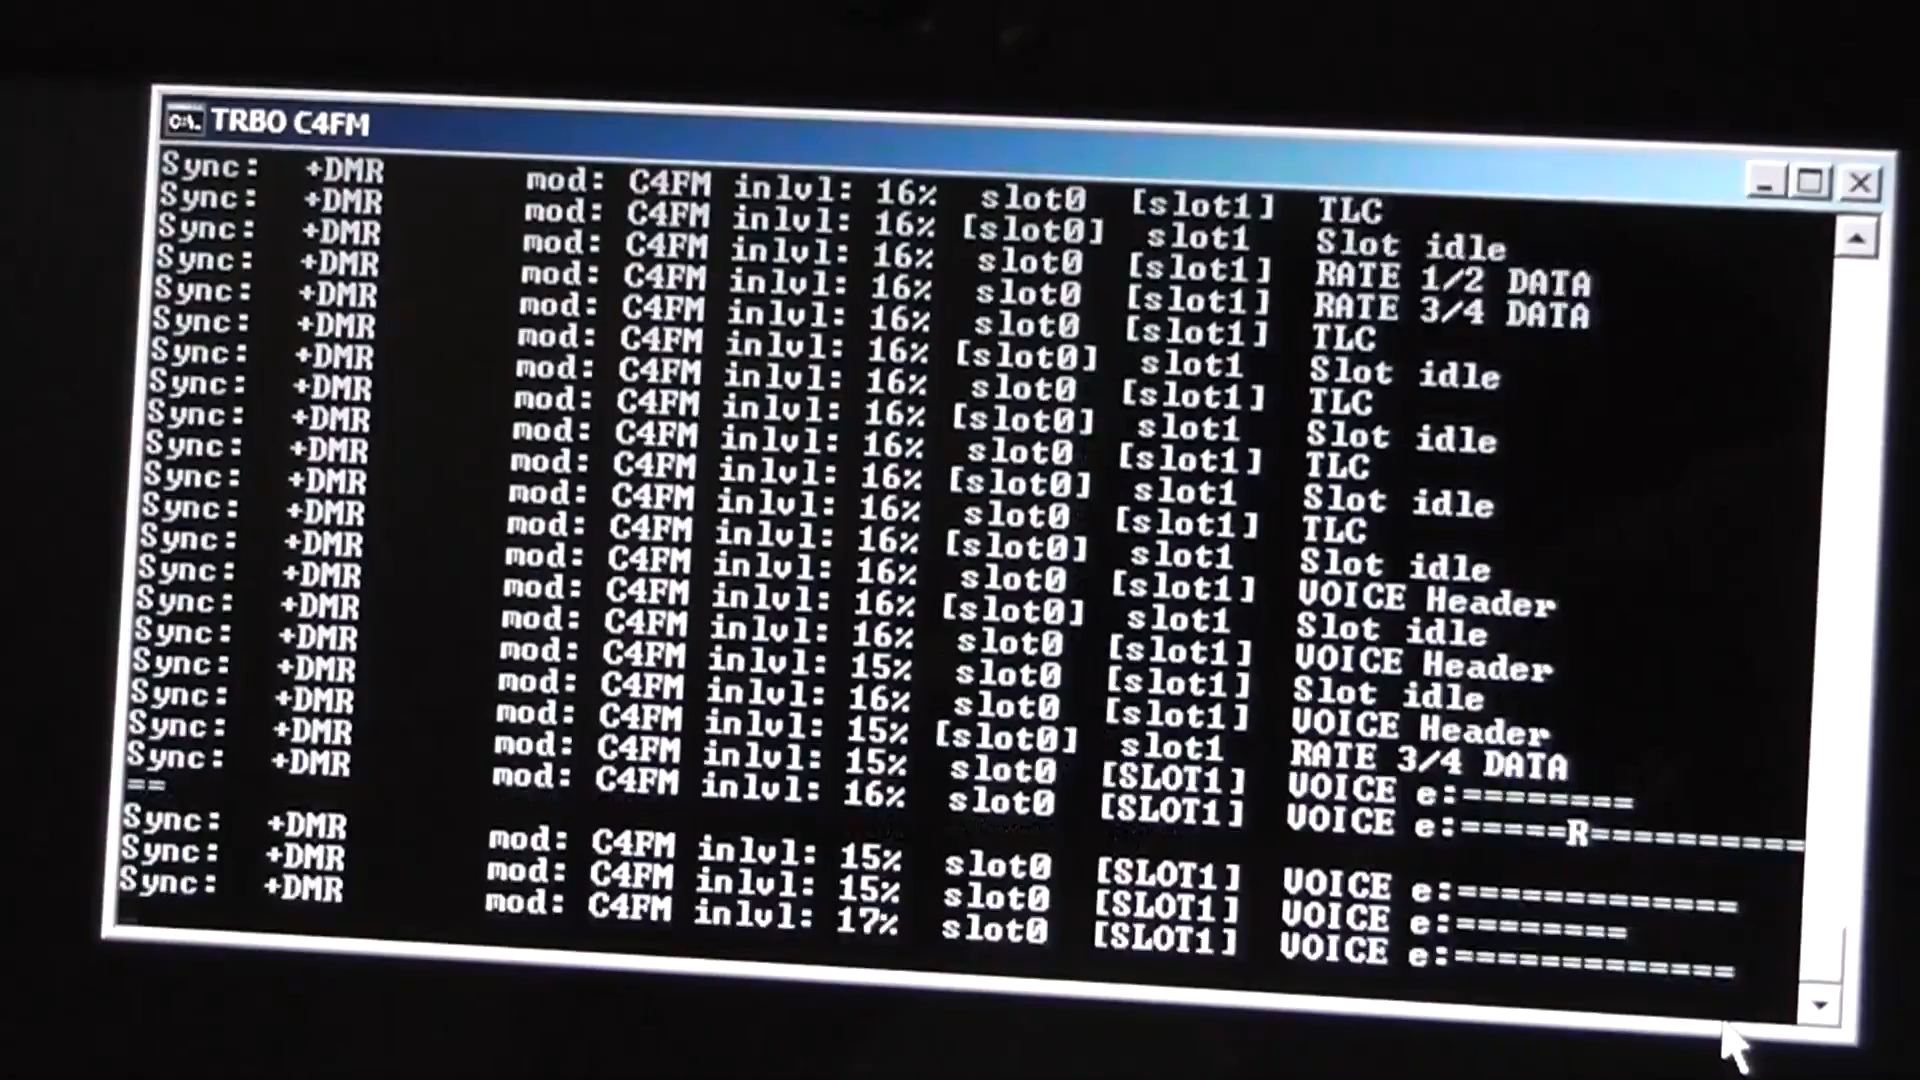 TRBO C4FM
Sync: +DMR mod: C4FM inlvl: 16% slot0 [slot1] TLC
Sync: +DMR mod: C4FM inlvl: 16% [slot0] slot1 Slot idle
Sync: +DMR mod: C4FM inlvl: 16% slot0 [slot1] RATE 1/2 DATA
Sync: +DMR mod: C4FM inlvl: 16% slot0 [slot1] RATE 3/4 DATA
Sync: +DMR mod: C4FM inlvl: 16% slot0 [slot1] TLC
Sync: +DMR mod: C4FM inlvl: 16% [slot0] slot1 Slot idle
Sync: +DMR mod: C4FM inlvl: 16% slot0 [slot1] TLC
Sync: +DMR mod: C4FM inlvl: 16% [slot0] slot1 Slot idle
Sync: +DMR mod: C4FM inlvl: 16% slot0 [slot1] TLC
Sync: +DMR mod: C4FM inlvl: 16% [slot0] slot1 Slot idle
Sync: +DMR mod: C4FM inlvl: 16% slot0 [slot1] TLC
Sync: +DMR mod: C4FM inlvl: 16% [slot0] slot1 Slot idle
Sync: +DMR mod: C4FM inlvl: 16% slot0 [slot1] VOICE Header
Sync: +DMR mod: C4FM inlvl: 16% [slot0] slot1 Slot idle
Sync: +DMR mod: C4FM inlvl: 16% slot0 [slot1] VOICE Header
Sync: +DMR mod: C4FM inlvl: 15% slot0 [slot1] Slot idle
Sync: +DMR mod: C4FM inlvl: 16% slot0 [slot1] VOICE Header
Sync: +DMR mod: C4FM inlvl: 15% [slot0] slot1 RATE 3/4 DATA
Sync: +DMR mod: C4FM inlvl: 15% slot0 [SLOT1] VOICE e:========
Sync: +DMR mod: C4FM inlvl: 16% slot0 [SLOT1] VOICE e:=====R==========
==
Sync: +DMR mod: C4FM inlvl: 15% slot0 [SLOT1] VOICE e:=============
Sync: +DMR mod: C4FM inlvl: 15% slot0 [SLOT1] VOICE e:========
Sync: +DMR mod: C4FM inlvl: 17% slot0 [SLOT1] VOICE e:=============